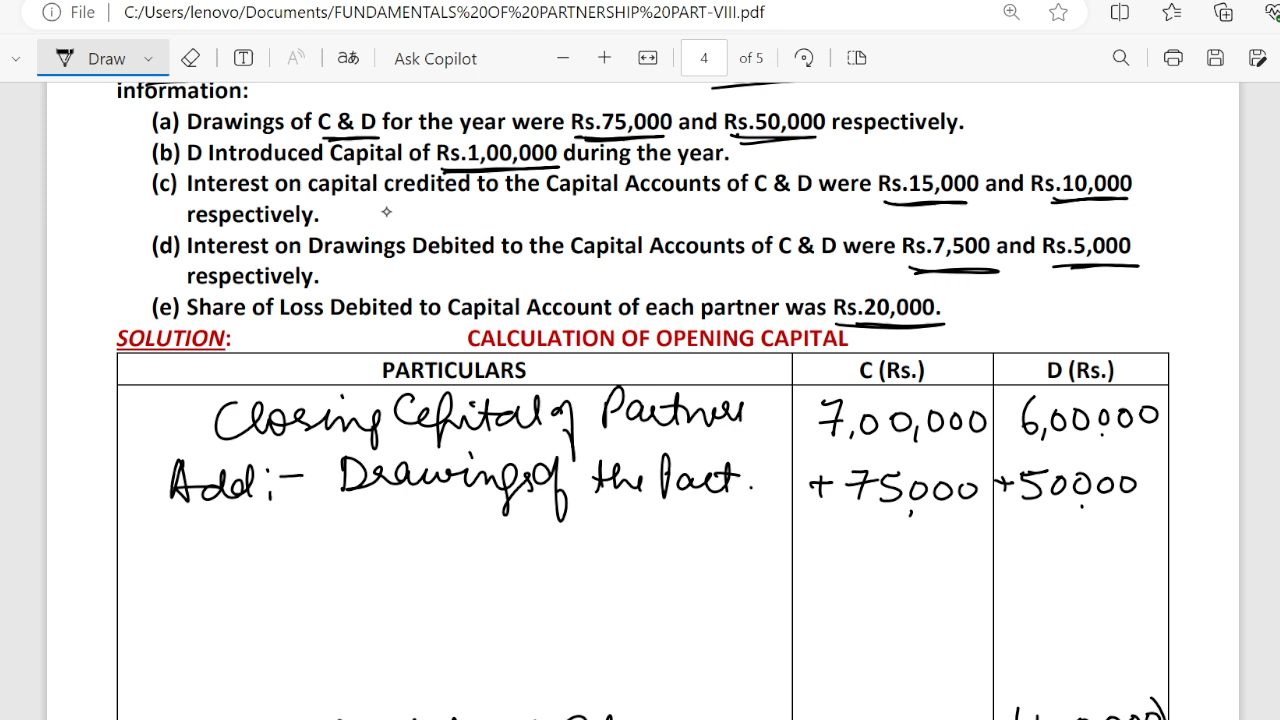 File | C:/Users/lenovo/Documents/FUNDAMENTALS%20OF%20PARTNERSHIP%20PART-VIII.pdf
Draw T A aあ Ask Copilot 4 of 5
information:
(a) Drawings of C & D for the year were Rs.75,000 and Rs.50,000 respectively.
(b) D Introduced Capital of Rs.1,00,000 during the year.
(c) Interest on capital credited to the Capital Accounts of C & D were Rs.15,000 and Rs.10,000
respectively.
(d) Interest on Drawings Debited to the Capital Accounts of C & D were Rs.7,500 and Rs.5,000
respectively.
(e) Share of Loss Debited to Capital Account of each partner was Rs.20,000.
SOLUTION: CALCULATION OF OPENING CAPITAL
PARTICULARS C (Rs.) D (Rs.)
Closing Capital of Partner 7,00,000 6,00,000
Add:- Drawings of the Part. +75,000 +50,000